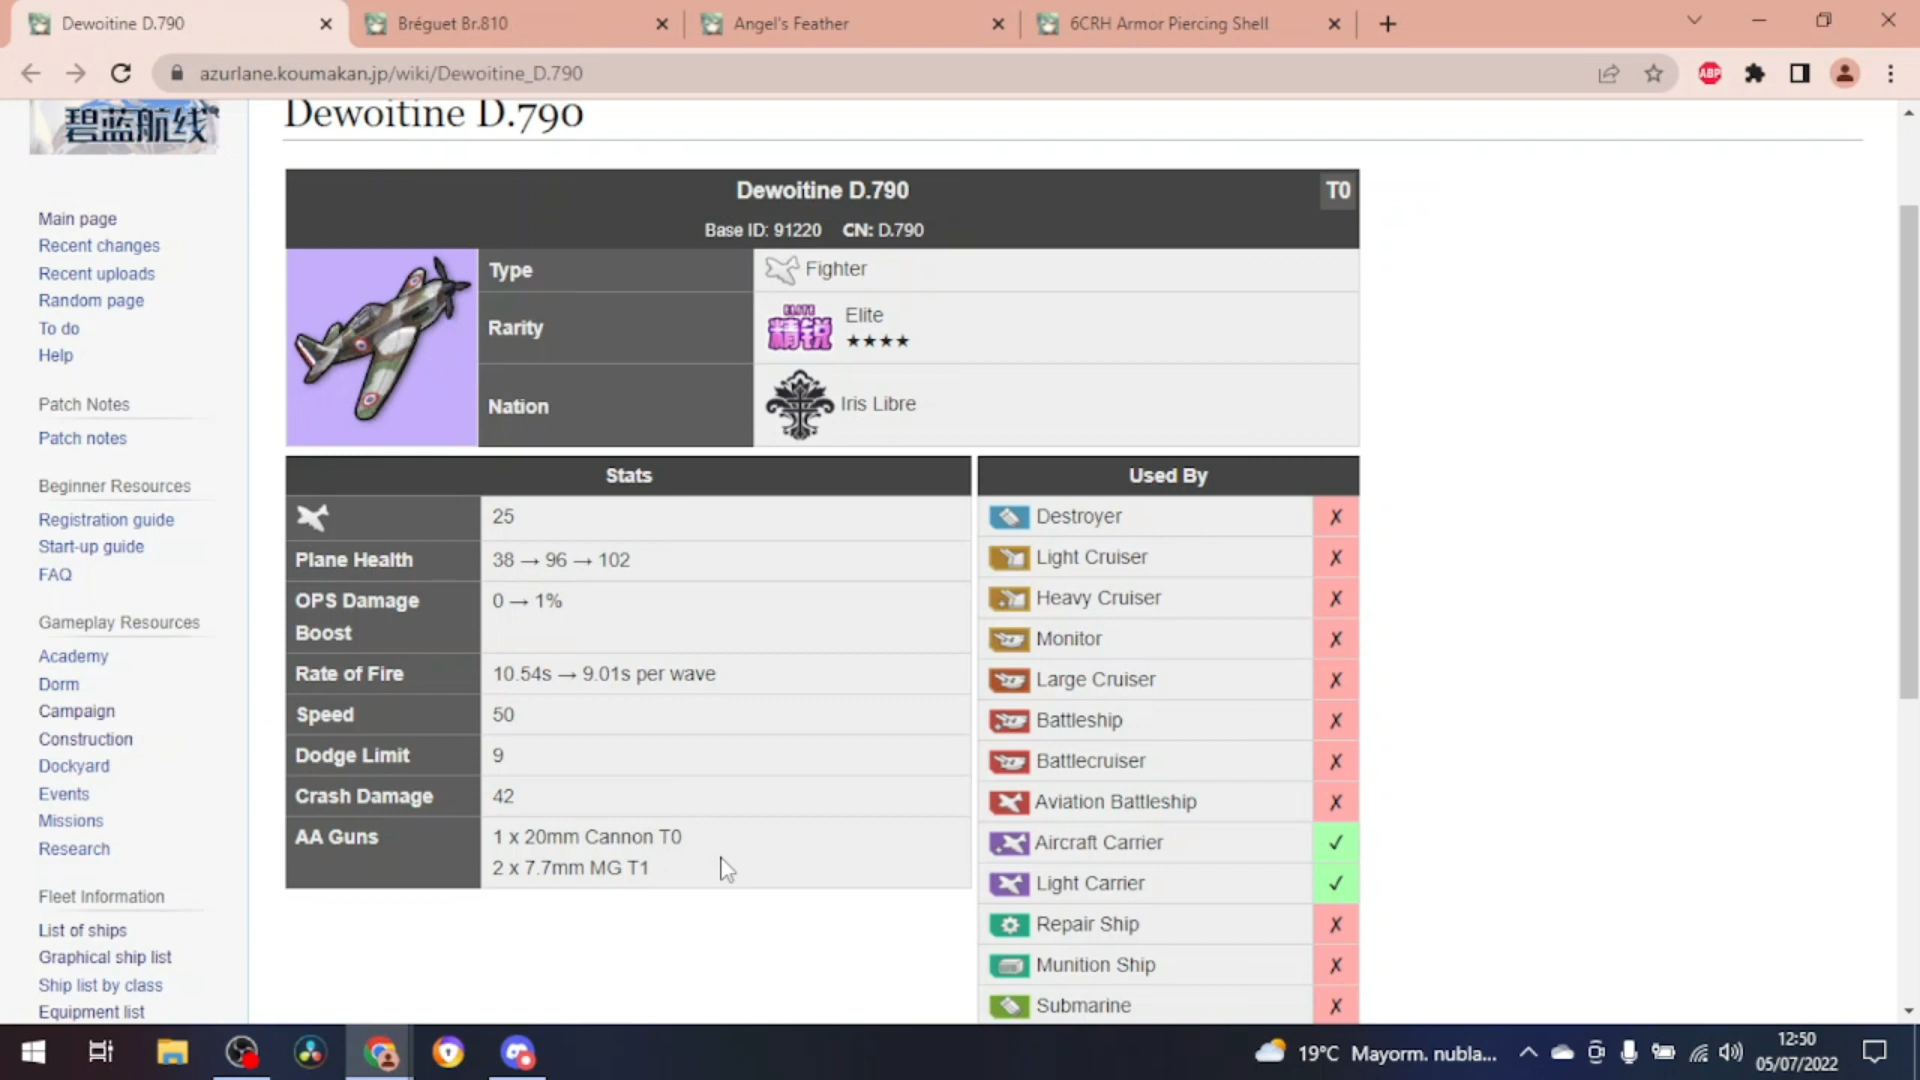 Dewoitine D.790
Bréguet Br.810
Angel's Feather
6CRH Armor Piercing Shell
azurlane.koumakan.jp/wiki/Dewoitine_D.790
ABP
碧蓝航线
Main page
Recent changes
Recent uploads
Random page
To do
Help
Patch Notes
Patch notes
Beginner Resources
Registration guide
Start-up guide
FAQ
Gameplay Resources
Academy
Dorm
Campaign
Construction
Dockyard
Events
Missions
Research
Fleet Information
List of ships
Graphical ship list
Ship list by class
Equipment list
Dewoitine D.790
Dewoitine D.790 T0
Base ID: 91220 CN: D.790
Type Fighter
Rarity ELITE 精锐 Elite
★★★★
Nation Iris Libre
Stats
25
Plane Health 38 → 96 → 102
OPS Damage Boost 0 → 1%
Rate of Fire 10.54s → 9.01s per wave
Speed 50
Dodge Limit 9
Crash Damage 42
AA Guns 1 x 20mm Cannon T0
2 x 7.7mm MG T1
Used By
Destroyer ✗
Light Cruiser ✗
Heavy Cruiser ✗
Monitor ✗
Large Cruiser ✗
Battleship ✗
Battlecruiser ✗
Aviation Battleship ✗
Aircraft Carrier ✓
Light Carrier ✓
Repair Ship ✗
Munition Ship ✗
Submarine ✗
19°C Mayorm. nubla...
12:50
05/07/2022